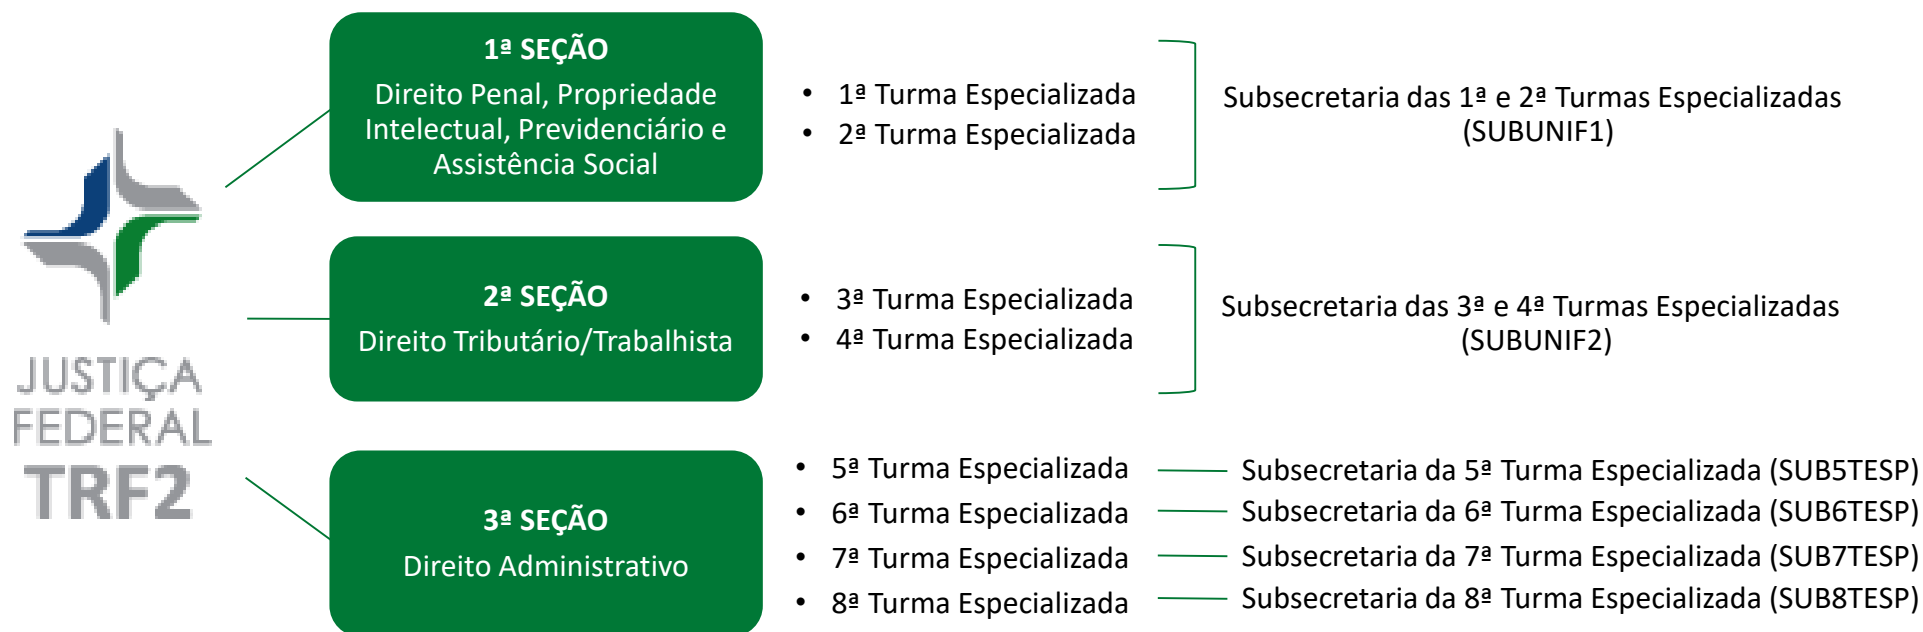 JUSTIÇA
FEDERAL
TRF2
1ª SEÇÃO
Direito Penal, Propriedade
Intelectual, Previdenciário e
Assistência Social
• 1ª Turma Especializada
• 2ª Turma Especializada
Subsecretaria das 1ª e 2ª Turmas Especializadas
(SUBUNIF1)
2ª SEÇÃO
Direito Tributário/Trabalhista
• 3ª Turma Especializada
• 4ª Turma Especializada
Subsecretaria das 3ª e 4ª Turmas Especializadas
(SUBUNIF2)
3ª SEÇÃO
Direito Administrativo
• 5ª Turma Especializada
• 6ª Turma Especializada
• 7ª Turma Especializada
• 8ª Turma Especializada
Subsecretaria da 5ª Turma Especializada (SUB5TESP)
Subsecretaria da 6ª Turma Especializada (SUB6TESP)
Subsecretaria da 7ª Turma Especializada (SUB7TESP)
Subsecretaria da 8ª Turma Especializada (SUB8TESP)